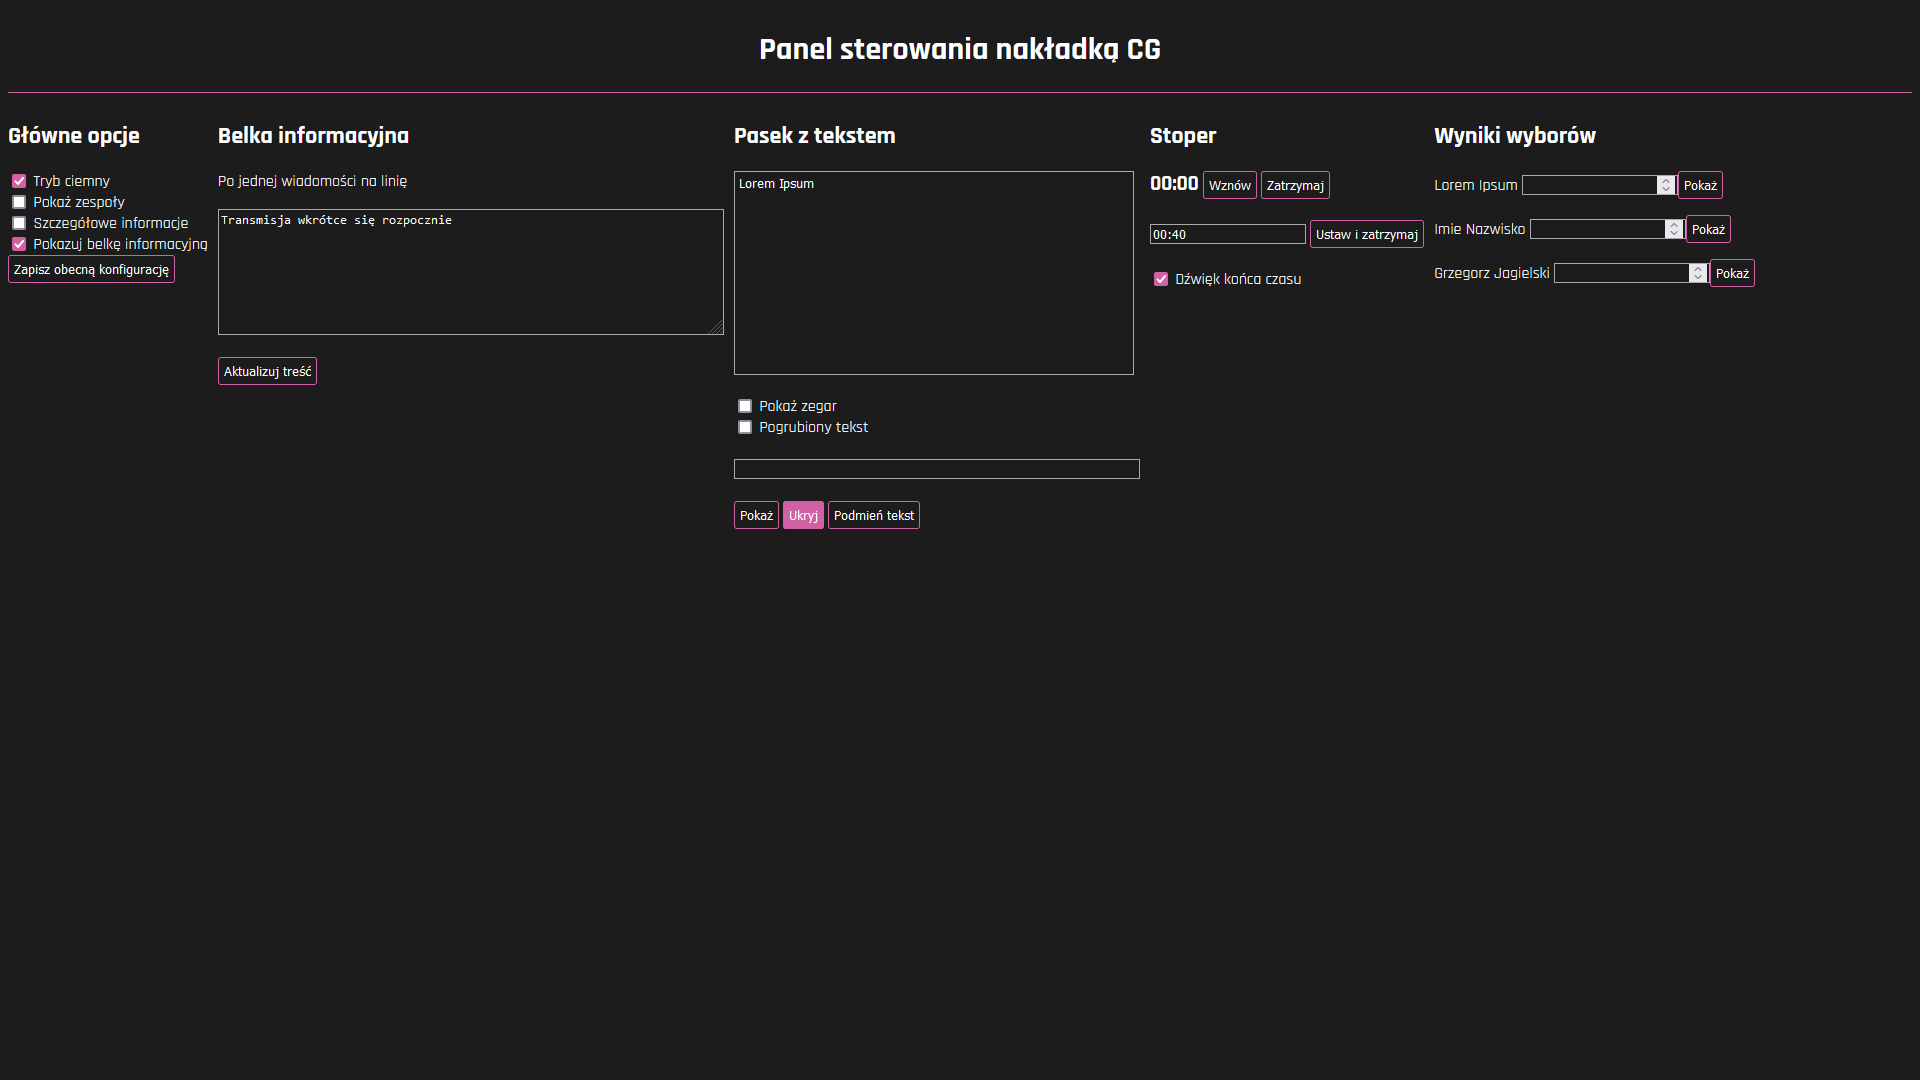 Panel sterowania nakładką CG
Główne opcje
Tryb ciemny
Pokaż zespoły
Szczegółowe informacje
Pokazuj belkę informacyjną
Zapisz obecną konfigurację
Belka informacyjna
Po jednej wiadomości na linię
Transmisja wkrótce się rozpocznie
Aktualizuj treść
Pasek z tekstem
Lorem Ipsum
Pokaż zegar
Pogrubiony tekst
Pokaż Ukryj Podmień tekst
Stoper
00:00 Wznów Zatrzymaj
00:40 Ustaw i zatrzymaj
Dźwięk końca czasu
Wyniki wyborów
Lorem Ipsum Pokaż
Imie Nazwisko Pokaż
Grzegorz Jagielski Pokaż